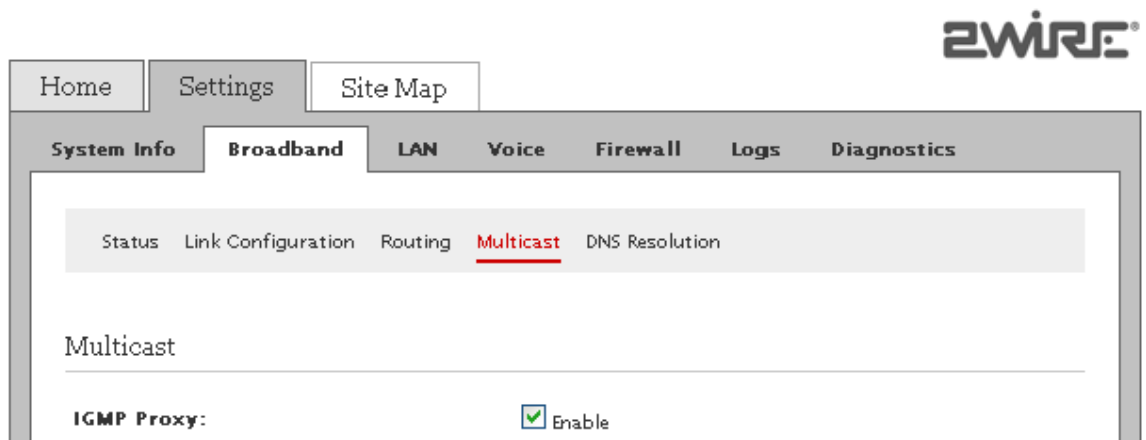 2WIRE®
Home Settings Site Map
System Info Broadband LAN Voice Firewall Logs Diagnostics
Status Link Configuration Routing Multicast DNS Resolution
Multicast
IGMP Proxy: Enable